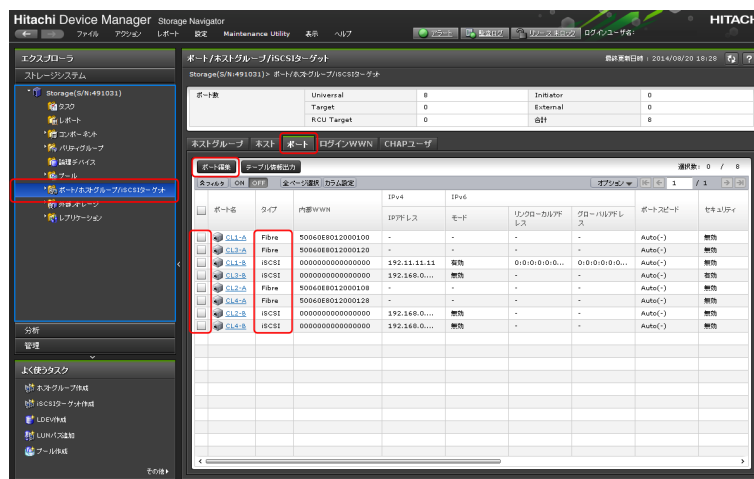 Hitachi Device Manager Storage Navigator
ファイル アクション レポート 設定 Maintenance Utility 表示 ヘルプ アラート 監査ログ リソースロック ログインユーザ名: HITACHI
エクスプローラ
ストレージシステム
Storage(S/N:491031)
タスク
レポート
コンポーネント
パリティグループ
論理デバイス
プール
ポート/ホストグループ/iSCSIターゲット
外部ストレージ
レプリケーション
分析
管理
よく使うタスク
ホストグループ作成
iSCSIターゲット作成
LDEV作成
LUNパス追加
プール作成
その他
ポート/ホストグループ/iSCSIターゲット 最終更新日時 : 2014/08/20 18:28
Storage(S/N:491031)> ポート/ホストグループ/iSCSIターゲット
ポート数 Universal 8 Initiator 0
Target 0 External 0
RCU Target 0 合計 8
ホストグループ ホスト ポート ログインWWN CHAPユーザ
ポート編集 テーブル情報出力 選択数: 0 / 8
フィルタ ON OFF 全ページ選択 カラム設定 オプション 1 / 1
IPv4 IPv6
ポート名 タイプ 内部WWN IPアドレス モード リンクローカルアドレス グローバルアドレス ポートスピード セキュリティ
CL1-A Fibre 50060E8012000100 - - - - Auto(-) 無効
CL3-A Fibre 50060E8012000120 - - - - Auto(-) 無効
CL1-B iSCSI 0000000000000000 192.11.11.11 有効 0:0:0:0:0:0... 0:0:0:0:0... Auto(-) 無効
CL3-B iSCSI 0000000000000000 192.168.0.... 無効 - - Auto(-) 有効
CL2-A Fibre 50060E8012000108 - - - - Auto(-) 無効
CL4-A Fibre 50060E8012000128 - - - - Auto(-) 無効
CL2-B iSCSI 0000000000000000 192.168.0.... 無効 - - Auto(-) 無効
CL4-B iSCSI 0000000000000000 192.168.0.... 無効 - - Auto(-) 無効